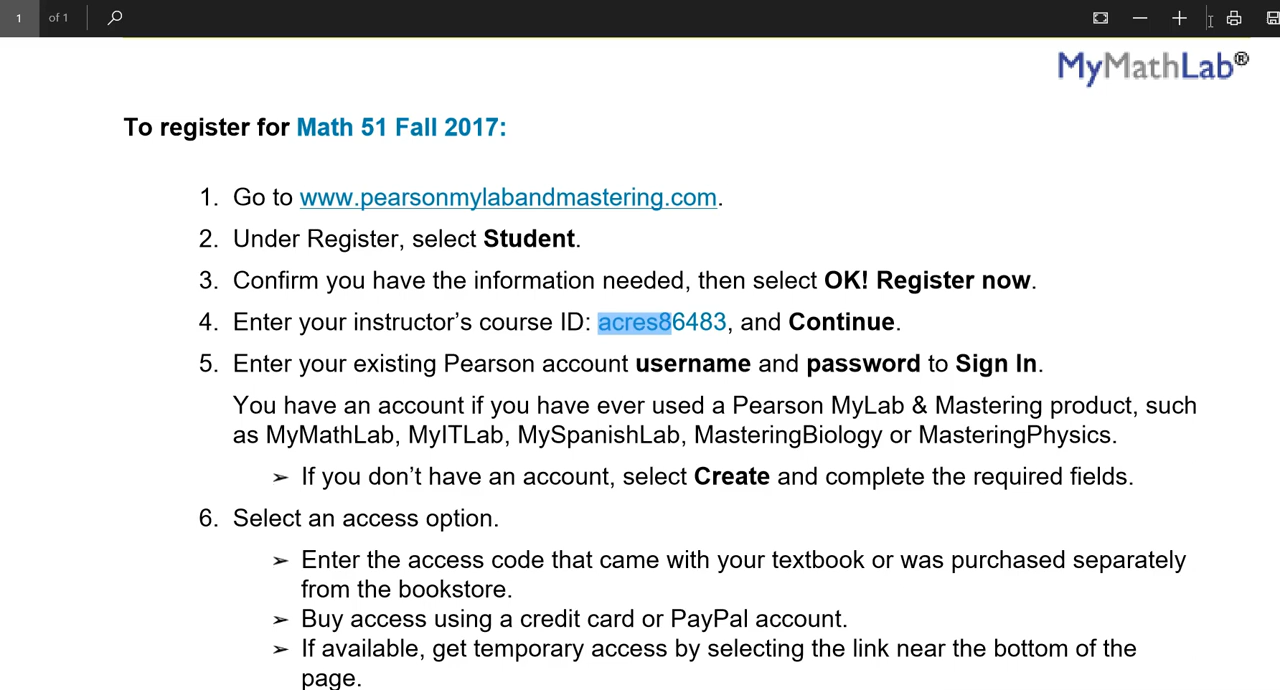 1 of 1
MyMathLab®
To register for Math 51 Fall 2017:
1. Go to www.pearsonmylabandmastering.com.
2. Under Register, select Student.
3. Confirm you have the information needed, then select OK! Register now.
4. Enter your instructor’s course ID: acres86483, and Continue.
5. Enter your existing Pearson account username and password to Sign In.
You have an account if you have ever used a Pearson MyLab & Mastering product, such
as MyMathLab, MyITLab, MySpanishLab, MasteringBiology or MasteringPhysics.
➢ If you don’t have an account, select Create and complete the required fields.
6. Select an access option.
➢ Enter the access code that came with your textbook or was purchased separately
from the bookstore.
➢ Buy access using a credit card or PayPal account.
➢ If available, get temporary access by selecting the link near the bottom of the
page.